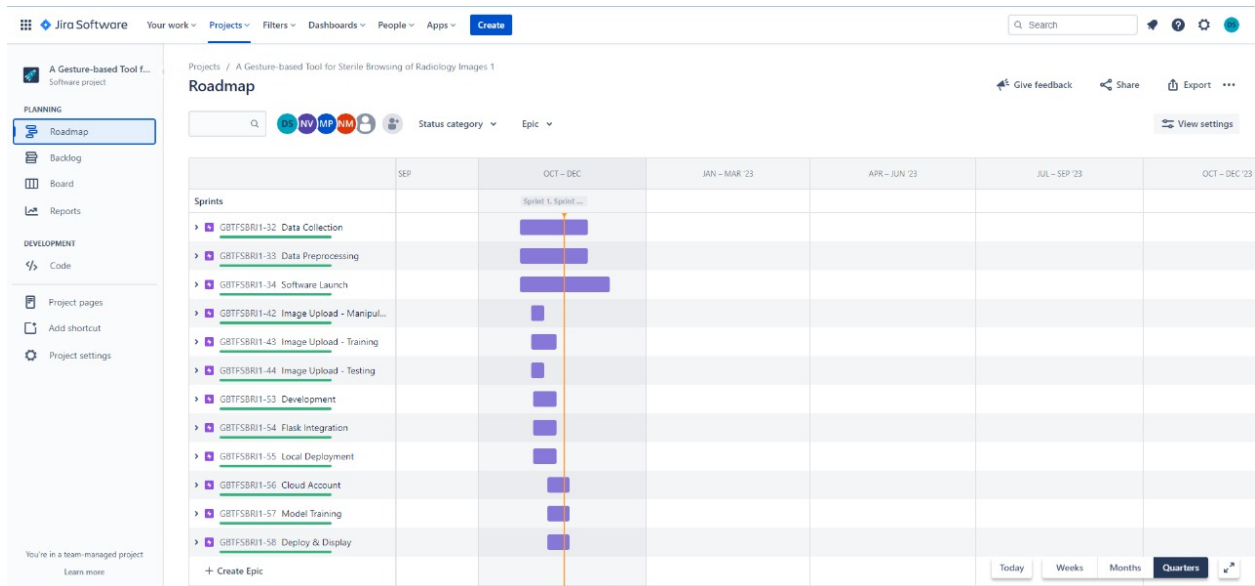 Jira Software Your work Projects Filters Dashboards People Apps Create Search DS
A Gesture-based Tool f...
Software project
PLANNING
Roadmap
Backlog
Board
Reports
DEVELOPMENT
Code
Project pages
Add shortcut
Project settings
You're in a team-managed project
Learn more
Projects / A Gesture-based Tool for Sterile Browsing of Radiology Images 1
Roadmap
Give feedback Share Export
DS NV MP NM Status category Epic View settings
SEP OCT – DEC JAN – MAR '23 APR – JUN '23 JUL – SEP '23 OCT – DEC '23
Sprints Sprint 1, Sprint ...
GBTFSBRI1-32 Data Collection
GBTFSBRI1-33 Data Preprocessing
GBTFSBRI1-34 Software Launch
GBTFSBRI1-42 Image Upload - Manipul...
GBTFSBRI1-43 Image Upload - Training
GBTFSBRI1-44 Image Upload - Testing
GBTFSBRI1-53 Development
GBTFSBRI1-54 Flask Integration
GBTFSBRI1-55 Local Deployment
GBTFSBRI1-56 Cloud Account
GBTFSBRI1-57 Model Training
GBTFSBRI1-58 Deploy & Display
+ Create Epic
Today Weeks Months Quarters